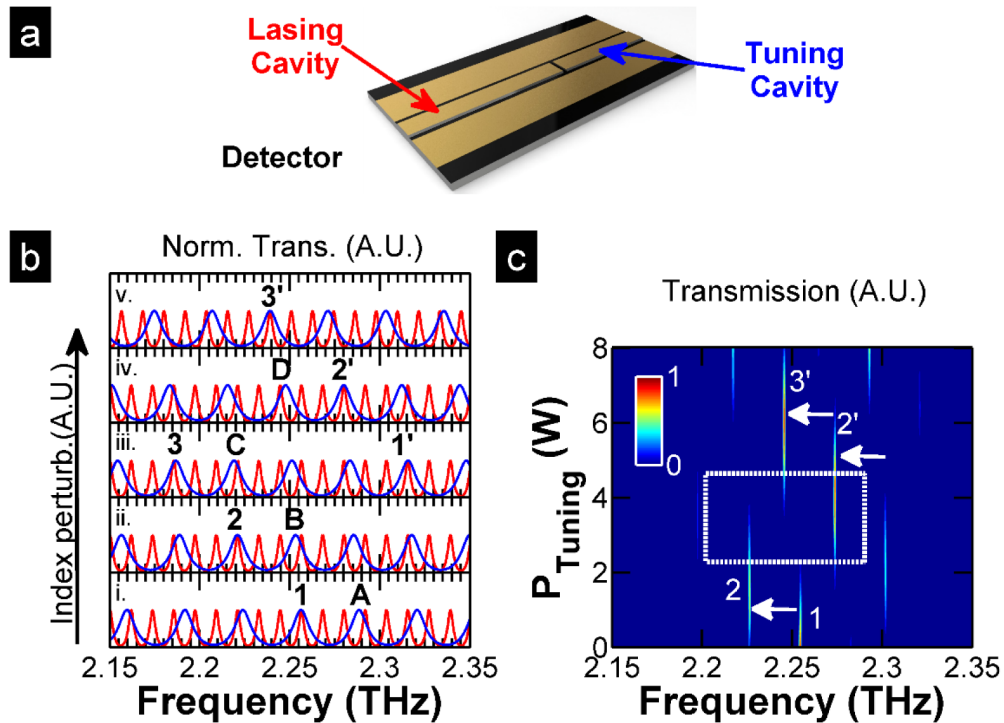 a
Lasing
Cavity
Tuning
Cavity
Detector
b
Norm. Trans. (A.U.)
Index perturb.(A.U.)
v.
3'
iv.
D
2'
iii.
3
C
1'
ii.
2
B
i.
1
A
2.15
2.2
2.25
2.3
2.35
Frequency (THz)
c
Transmission (A.U.)
P Tuning (W)
8
6
4
2
0
1
0
3'
2'
2
1
2.15
2.2
2.25
2.3
2.35
Frequency (THz)